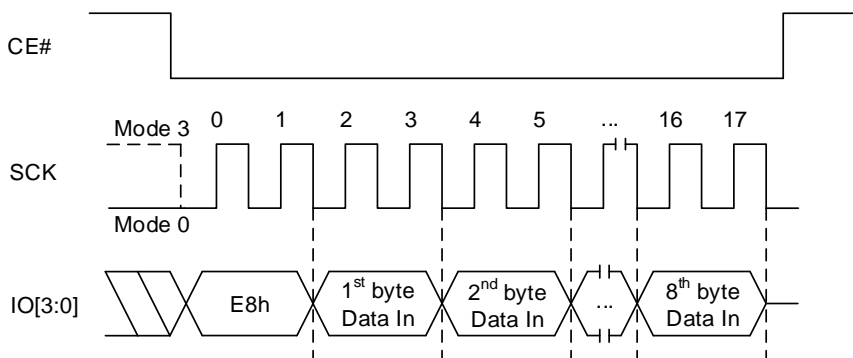 CE#
0 1 2 3 4 5 ... 16 17
Mode 3
SCK
Mode 0
IO[3:0]
E8h
1st byte
Data In
2nd byte
Data In
...
8th byte
Data In